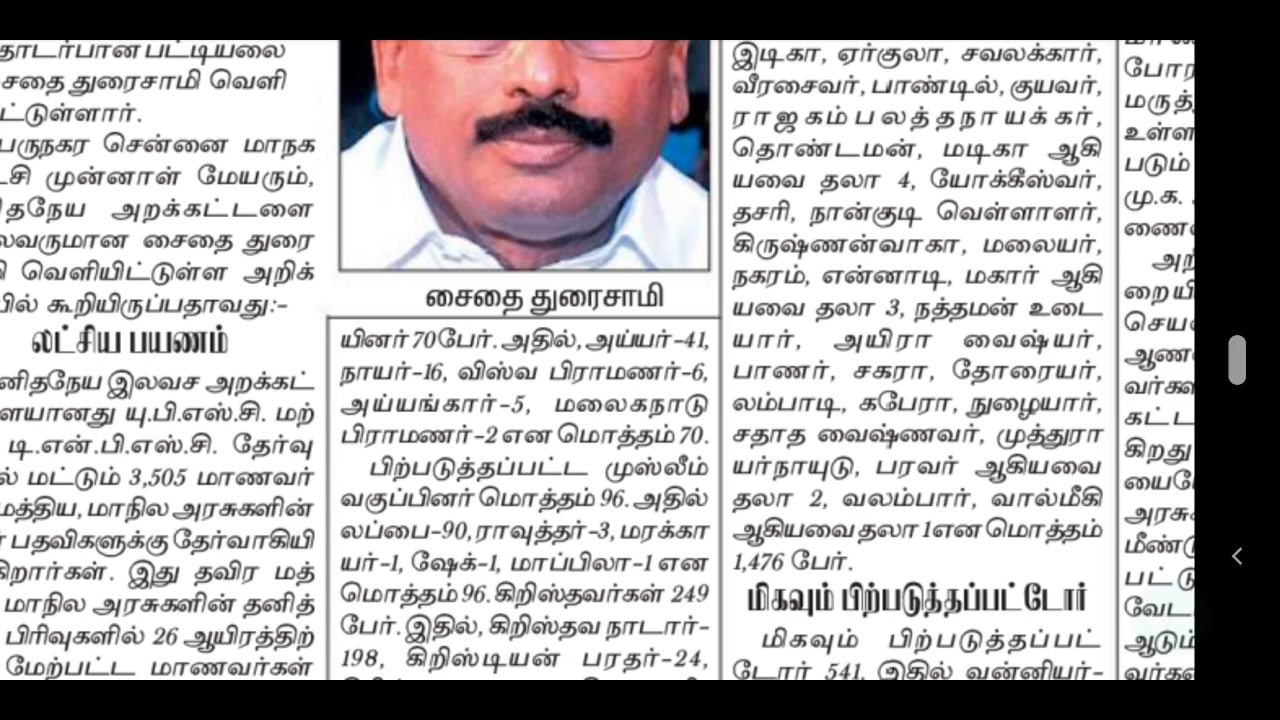 தொடர்பான பட்டியலை
சைதை துரைசாமி வெளி
ட்டுள்ளார்.
பருநகர சென்னை மாநக
ட்சி முன்னாள் மேயரும்,
தநேய அறக்கட்டளை
லவருமான சைதை துரை
வெளியிட்டுள்ள அறிக்
யில் கூறியிருப்பதாவது:-
லட்சிய பயணம்
னிதநேய இலவச அறக்கட்
ளையானது யு.பி.எஸ்.சி. மற்
டி.என்.பி.எஸ்.சி. தேர்வு
ல் மட்டும் 3,505 மாணவர்
மத்திய, மாநில அரசுகளின்
பதவிகளுக்கு தேர்வாகியி
கிறார்கள். இது தவிர மத்
மாநில அரசுகளின் தனித்
பிரிவுகளில் 26 ஆயிரத்திற்
மேற்பட்ட மாணவர்கள்
சைதை துரைசாமி
யினர் 70 பேர். அதில், அய்யர்-41,
நாயர்-16, விஸ்வ பிராமணர்-6,
அய்யங்கார்-5, மலைகநாடு
பிராமணர்-2 என மொத்தம் 70.
பிற்படுத்தப்பட்ட முஸ்லீம்
வகுப்பினர் மொத்தம் 96. அதில்
லப்பை-90, ராவுத்தர்-3, மரக்கா
யர்-1, ஷேக்-1, மாப்பிலா-1 என
மொத்தம் 96. கிறிஸ்தவர்கள் 249
பேர். இதில், கிறிஸ்தவ நாடார்-
198, கிறிஸ்டியன் பரதர்-24,
இடிகா, ஏர்குலா, சவலக்கார்,
வீரசைவர், பாண்டில், குயவர்,
ராஜகம்பலத்தநாயக்கர்,
தொண்டமன், மடிகா ஆகி
யவை தலா 4, யோக்கீஸ்வர்,
தசரி, நான்குடி வெள்ளாளர்,
கிருஷ்ணன்வாகா, மலையர்,
நகரம், என்னாடி, மகார் ஆகி
யவை தலா 3, நத்தமன் உடை
யார், அயிரா வைஷ்யர்,
பாணர், சகரா, தோரையர்,
லம்பாடி, கபேரா, நுழையார்,
சதாத வைஷ்ணவர், முத்துரா
யர்நாயுடு, பரவர் ஆகியவை
தலா 2, வலம்பார், வால்மீகி
ஆகியவை தலா 1 என மொத்தம்
1,476 பேர்.
மிகவும் பிற்படுத்தப்பட்டோர்
மிகவும் பிற்படுத்தப்பட்
டோர் 541. இதில் வன்னியர்-
போர
மருத்
உள்ள
படும்
மு.க.
ணை
அறி
றையி
செய
ஆண
வர்க
கட்ட
கிறது
யை
அரசு
மீண்டு
பட்டு
வேட
ஆடும்
வர்க